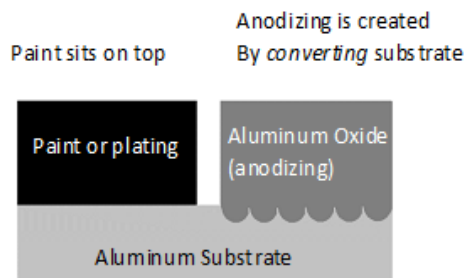 Paint sits on top
Anodizing is created
By converting substrate
Paint or plating
Aluminum Oxide
(anodizing)
Aluminum Substrate